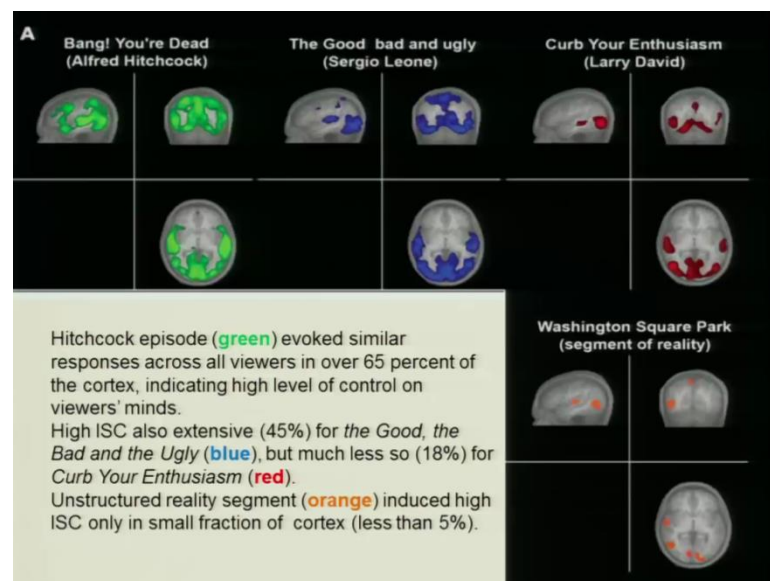 A
Bang! You're Dead
(Alfred Hitchcock)
The Good bad and ugly
(Sergio Leone)
Curb Your Enthusiasm
(Larry David)
Hitchcock episode (green) evoked similar
responses across all viewers in over 65 percent of
the cortex, indicating high level of control on
viewers' minds.
High ISC also extensive (45%) for the Good, the
Bad and the Ugly (blue), but much less so (18%) for
Curb Your Enthusiasm (red).
Unstructured reality segment (orange) induced high
ISC only in small fraction of cortex (less than 5%).
Washington Square Park
(segment of reality)